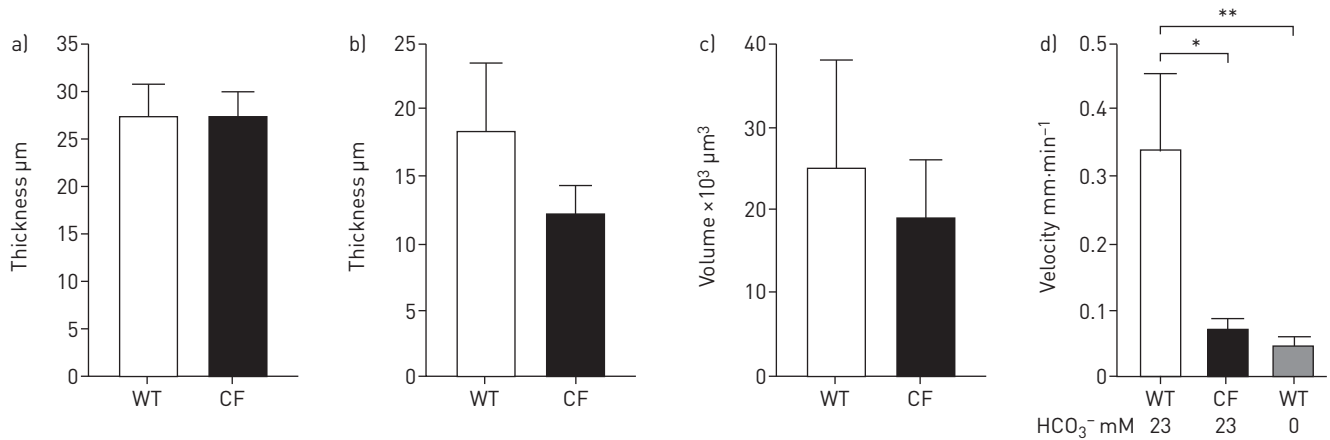 a)
Thickness µm
35
30
25
20
15
10
5
0
WT CF
b)
Thickness µm
25
20
15
10
5
0
WT CF
c)
Volume ×10³ µm³
40
30
20
10
0
WT CF
d)
Velocity mm·min⁻¹
0.5
0.4
0.3
0.2
0.1
0
**
*
WT CF WT
HCO₃⁻ mM 23 23 0